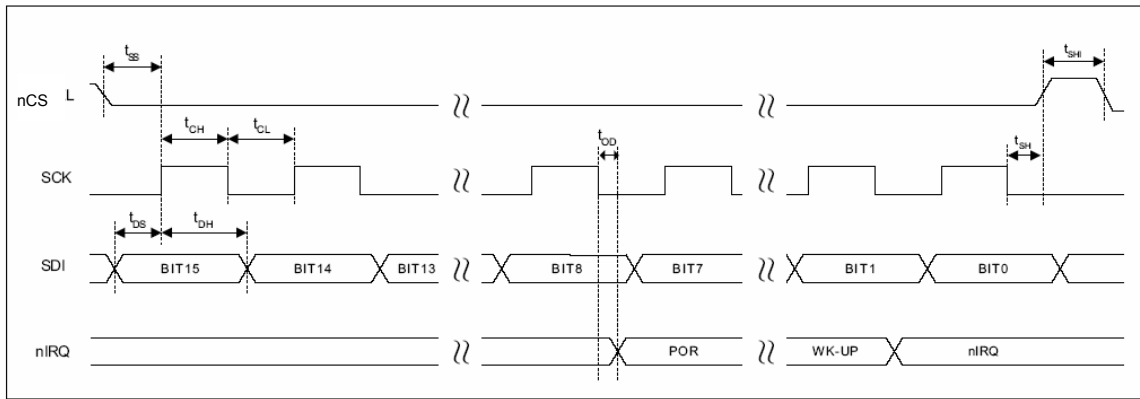 tSS
tSHI
nCS L
tCH tCL
tOD
tSH
SCK
tDS tDH
SDI BIT15 BIT14 BIT13 BIT8 BIT7 BIT1 BIT0
nIRQ POR WK-UP nIRQ